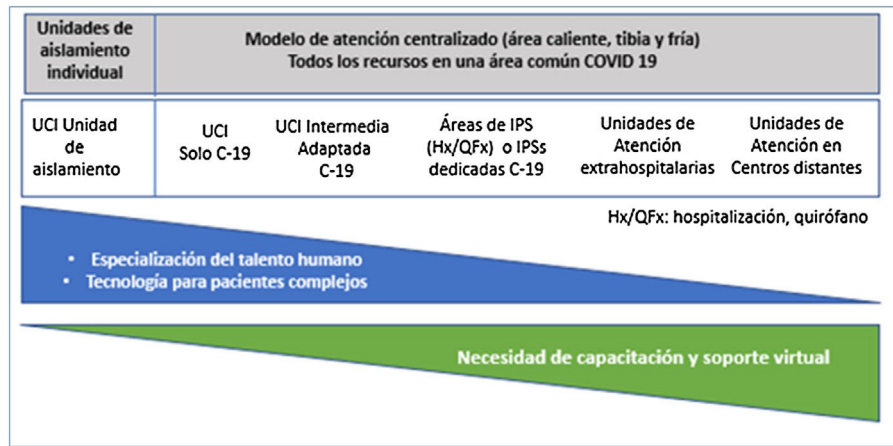 Unidades de
aislamiento
individual
Modelo de atención centralizado (área caliente, tibia y fría)
Todos los recursos en una área común COVID 19
UCI Unidad
de
aislamiento
UCI
Solo C-19
UCI Intermedia
Adaptada
C-19
Áreas de IPS
(Hx/QFx) o IPSs
dedicadas C-19
Unidades de
Atención
extrahospitalarias
Unidades de
Atención en
Centros distantes
Hx/QFx: hospitalización, quirófano
• Especialización del talento humano
• Tecnología para pacientes complejos
Necesidad de capacitación y soporte virtual